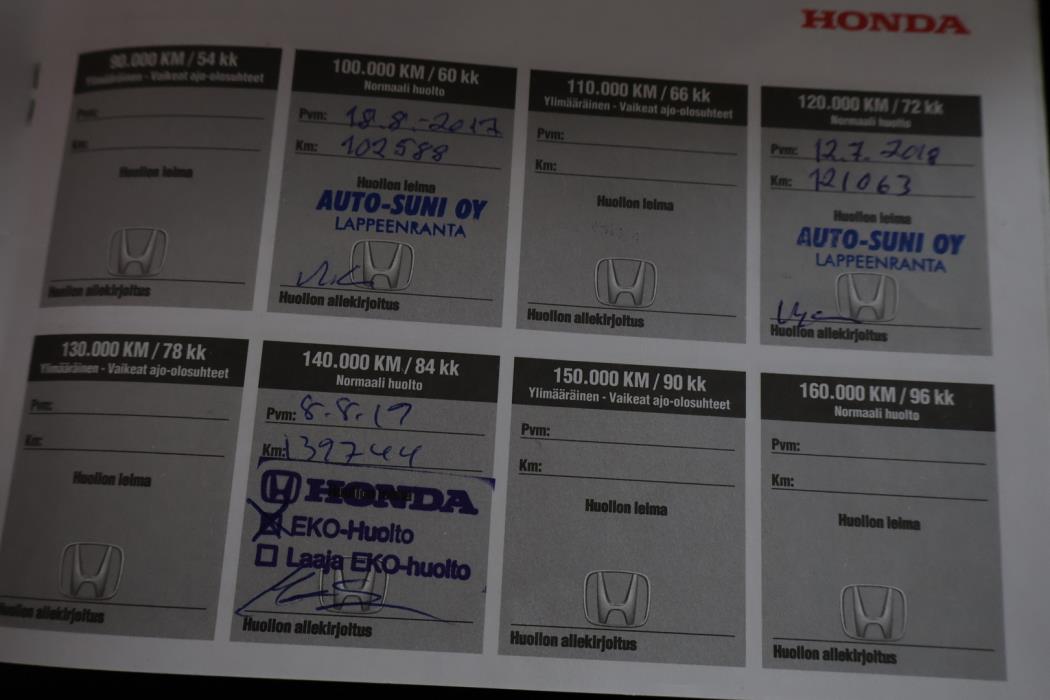 HONDA
90.000 KM / 54 kk
Ylimääräinen - Vaikeat ajo-olosuhteet
Pvm:
Km:
Huollon leima
Huollon allekirjoitus
100.000 KM / 60 kk
Normaali huolto
Pvm: 18.8.-2017
Km: 102588
Huollon leima
AUTO-SUNI OY
LAPPEENRANTA
Huollon allekirjoitus
110.000 KM / 66 kk
Ylimääräinen - Vaikeat ajo-olosuhteet
Pvm:
Km:
Huollon leima
Huollon allekirjoitus
120.000 KM / 72 kk
Normaali huolto
Pvm: 12.7.2018
Km: 121063
Huollon leima
AUTO-SUNI OY
LAPPEENRANTA
Huollon allekirjoitus
130.000 KM / 78 kk
Ylimääräinen - Vaikeat ajo-olosuhteet
Pvm:
Km:
Huollon leima
Huollon allekirjoitus
140.000 KM / 84 kk
Normaali huolto
Pvm: 8.8.19
Km: 139744
HONDA
EKO-Huolto
Laaja EKO-huolto
Huollon allekirjoitus
150.000 KM / 90 kk
Ylimääräinen - Vaikeat ajo-olosuhteet
Pvm:
Km:
Huollon leima
Huollon allekirjoitus
160.000 KM / 96 kk
Normaali huolto
Pvm:
Km:
Huollon leima
Huollon allekirjoitus